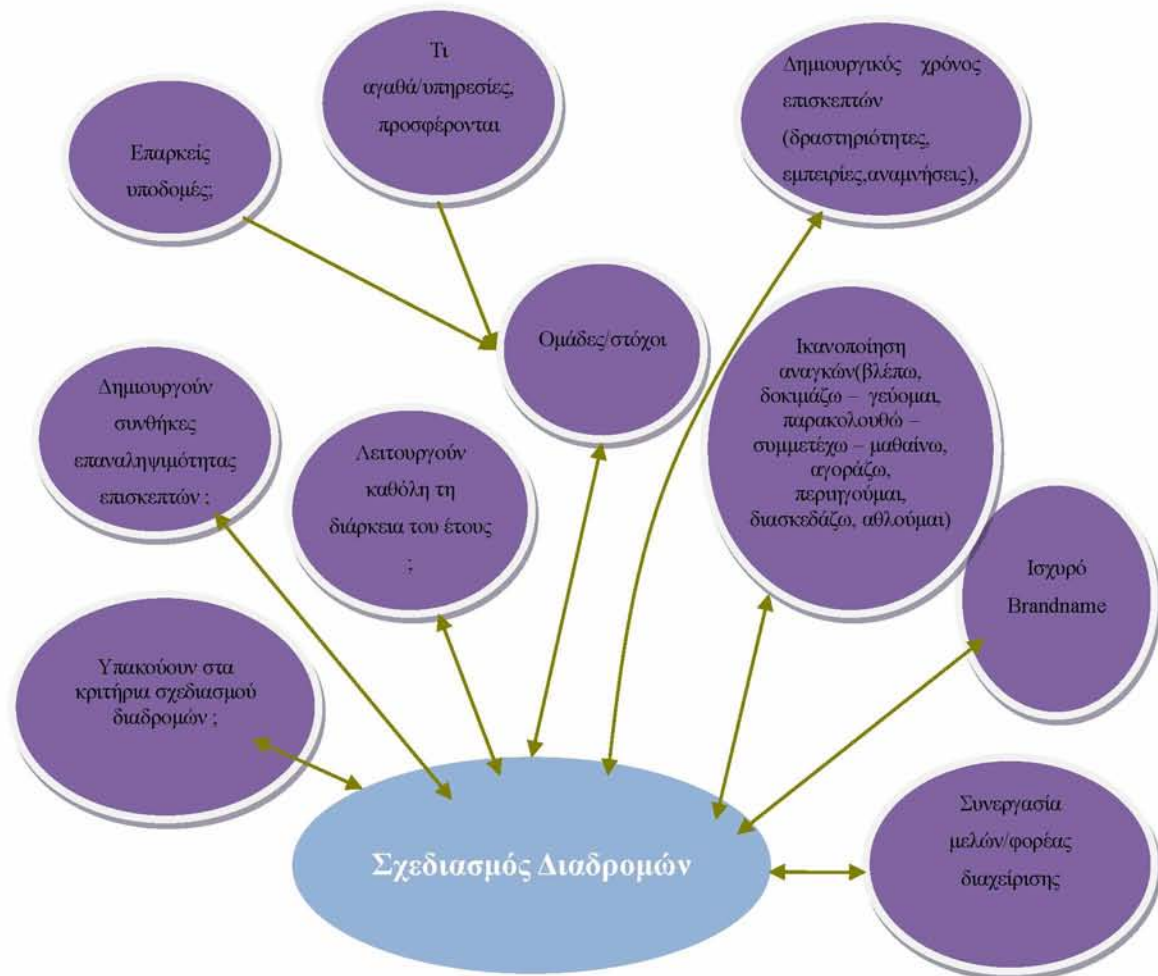 Τι
αγαθά/υπηρεσίες,
προσφέρονται
Δημιουργικός χρόνος
επισκεπτών
(δραστηριότητες,
εμπειρίες,αναμνήσεις),
Επαρκείς
υποδομές;
Ομάδες/στόχοι
Ικανοποίηση
αναγκών(βλέπω,
δοκιμάζω – γεύομαι,
παρακολουθώ –
συμμετέχω – μαθαίνω,
αγοράζω,
περιηγούμαι,
διασκεδάζω, αθλούμαι)
Δημιουργούν
συνθήκες
επαναληψιμότητας
επισκεπτών ;
Λειτουργούν
καθόλη τη
διάρκεια του έτους
;
Ισχυρό
Brandname
Υπακούουν στα
κριτήρια σχεδιασμού
διαδρομών ;
Συνεργασία
μελών/φορέας
διαχείρισης
Σχεδιασμός Διαδρομών